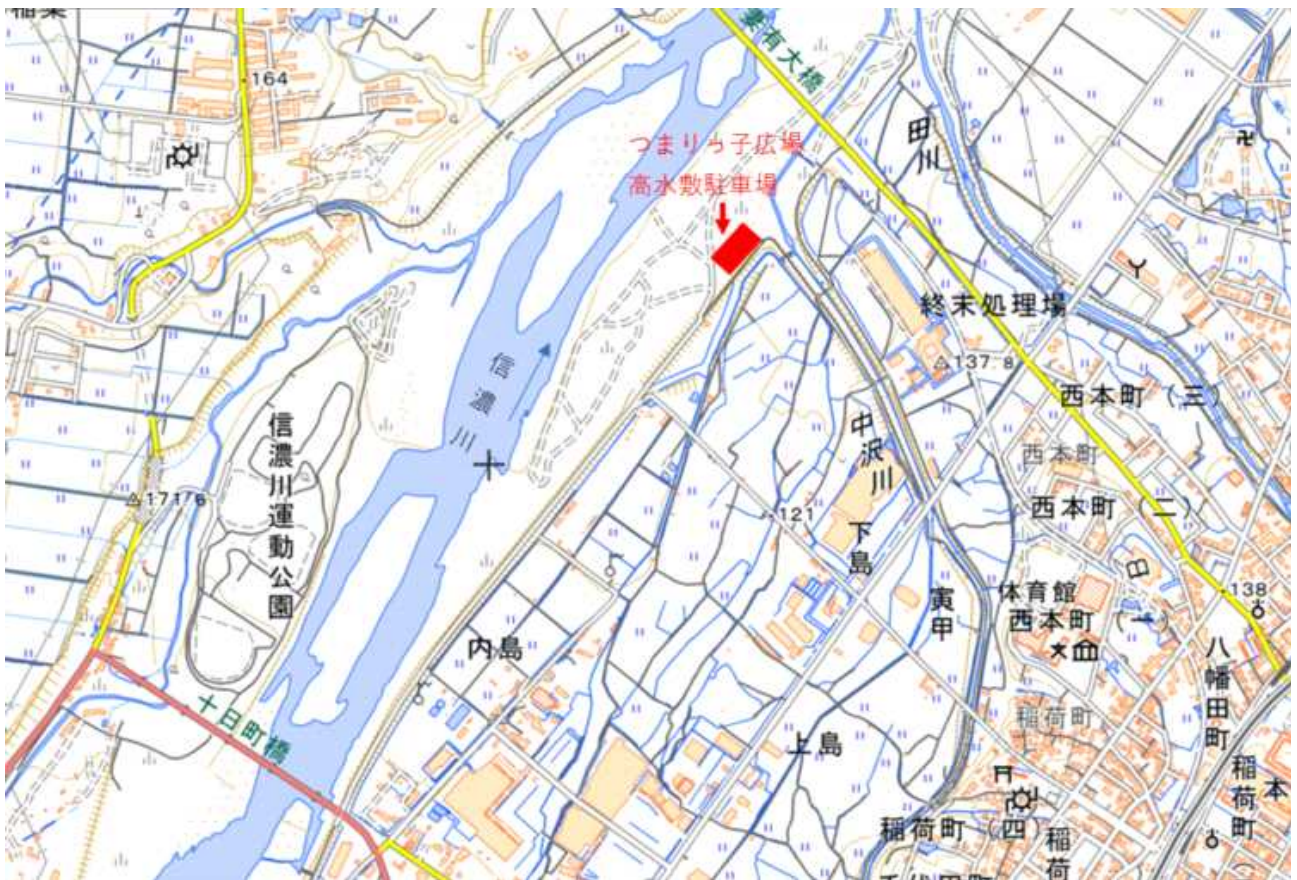 164
妻有大橋
田川
つまりっ子広場
高水敷駐車場
終末処理場
137.8
西本町（三）
信濃川
信濃川運動公園
171.6
中沢川
西本町
西本町（二）
121
下島
体育館
138
寅甲
西本町（一）
内島
八幡田町
稲荷町
十日町橋
上島
稲荷町
本
稲荷町（四）
稲荷